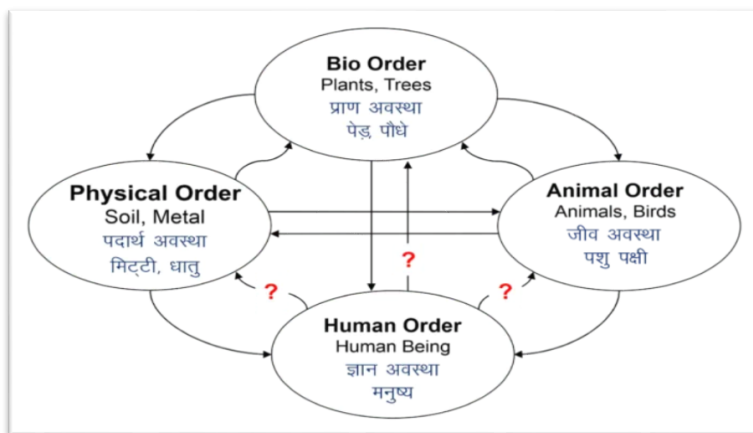 Bio Order
Plants, Trees
प्राण अवस्था
पेड़ पौधे
Physical Order
Soil, Metal
पदार्थ अवस्था
मिट्टी, धातु
Animal Order
Animals, Birds
जीव अवस्था
पशु पक्षी
?
?
?
Human Order
Human Being
ज्ञान अवस्था
मनुष्य